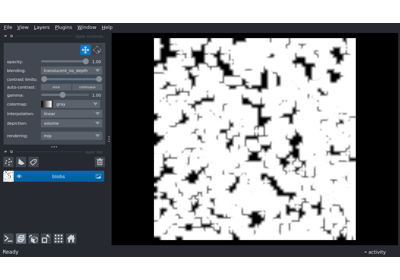 File View Layers Plugins Window Help
opacity: 1.00
blending: translucent_no_depth
contrast limits:
auto-contrast: once continuous
gamma: 1.00
colormap: gray
interpolation: linear
depiction: volume
rendering: mip
blobs
Ready activity